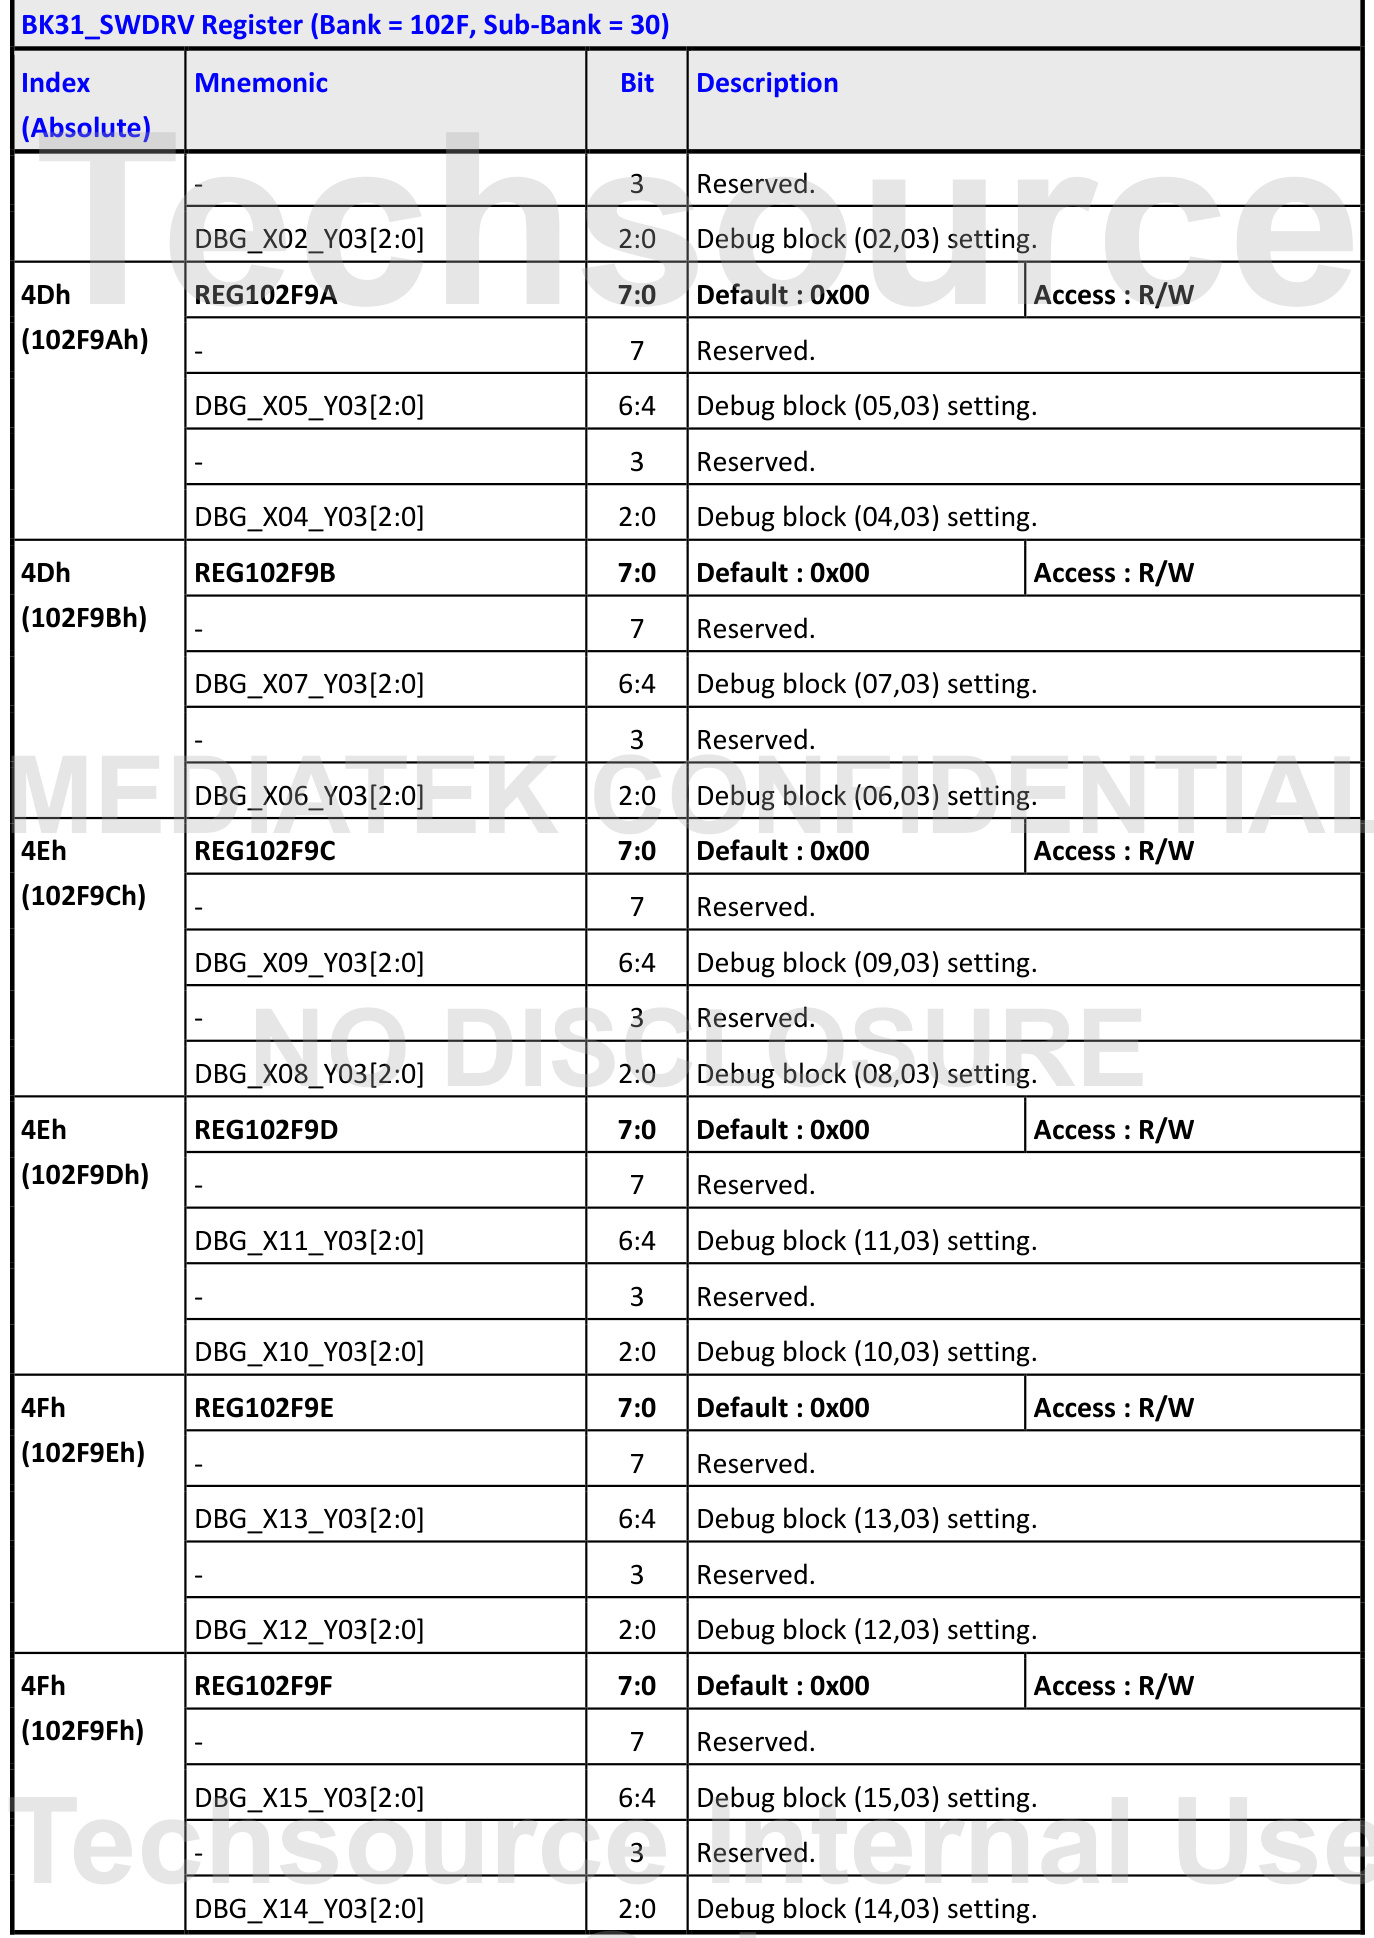 BK31_SWDRV Register (Bank = 102F, Sub-Bank = 30)
Index (Absolute) Mnemonic Bit Description
- 3 Reserved.
DBG_X02_Y03[2:0] 2:0 Debug block (02,03) setting.
4Dh REG102F9A 7:0 Default : 0x00 Access : R/W
(102F9Ah) - 7 Reserved.
DBG_X05_Y03[2:0] 6:4 Debug block (05,03) setting.
- 3 Reserved.
DBG_X04_Y03[2:0] 2:0 Debug block (04,03) setting.
4Dh REG102F9B 7:0 Default : 0x00 Access : R/W
(102F9Bh) - 7 Reserved.
DBG_X07_Y03[2:0] 6:4 Debug block (07,03) setting.
- 3 Reserved.
DBG_X06_Y03[2:0] 2:0 Debug block (06,03) setting.
4Eh REG102F9C 7:0 Default : 0x00 Access : R/W
(102F9Ch) - 7 Reserved.
DBG_X09_Y03[2:0] 6:4 Debug block (09,03) setting.
- 3 Reserved.
DBG_X08_Y03[2:0] 2:0 Debug block (08,03) setting.
4Eh REG102F9D 7:0 Default : 0x00 Access : R/W
(102F9Dh) - 7 Reserved.
DBG_X11_Y03[2:0] 6:4 Debug block (11,03) setting.
- 3 Reserved.
DBG_X10_Y03[2:0] 2:0 Debug block (10,03) setting.
4Fh REG102F9E 7:0 Default : 0x00 Access : R/W
(102F9Eh) - 7 Reserved.
DBG_X13_Y03[2:0] 6:4 Debug block (13,03) setting.
- 3 Reserved.
DBG_X12_Y03[2:0] 2:0 Debug block (12,03) setting.
4Fh REG102F9F 7:0 Default : 0x00 Access : R/W
(102F9Fh) - 7 Reserved.
DBG_X15_Y03[2:0] 6:4 Debug block (15,03) setting.
- 3 Reserved.
DBG_X14_Y03[2:0] 2:0 Debug block (14,03) setting.
Techsource
MEDIATEK CONFIDENTIAL
NO DISCLOSURE
Techsource Internal Use